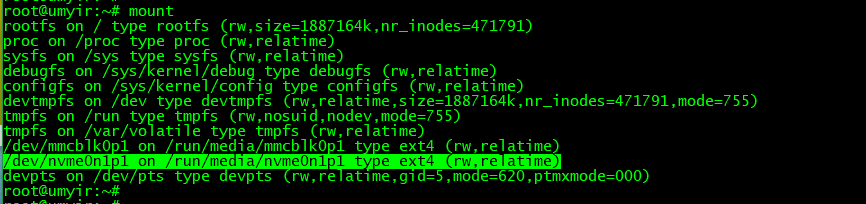 root@umyir:~# mount
rootfs on / type rootfs (rw,size=1887164k,nr_inodes=471791)
proc on /proc type proc (rw,relatime)
sysfs on /sys type sysfs (rw,relatime)
debugfs on /sys/kernel/debug type debugfs (rw,relatime)
configfs on /sys/kernel/config type configfs (rw,relatime)
devtmpfs on /dev type devtmpfs (rw,relatime,size=1887164k,nr_inodes=471791,mode=755)
tmpfs on /run type tmpfs (rw,nosuid,nodev,mode=755)
tmpfs on /var/volatile type tmpfs (rw,relatime)
/dev/mmcblk0p1 on /run/media/mmcblk0p1 type ext4 (rw,relatime)
/dev/nvme0n1p1 on /run/media/nvme0n1p1 type ext4 (rw,relatime)
devpts on /dev/pts type devpts (rw,relatime,gid=5,mode=620,ptmxmode=000)
root@umyir:~#